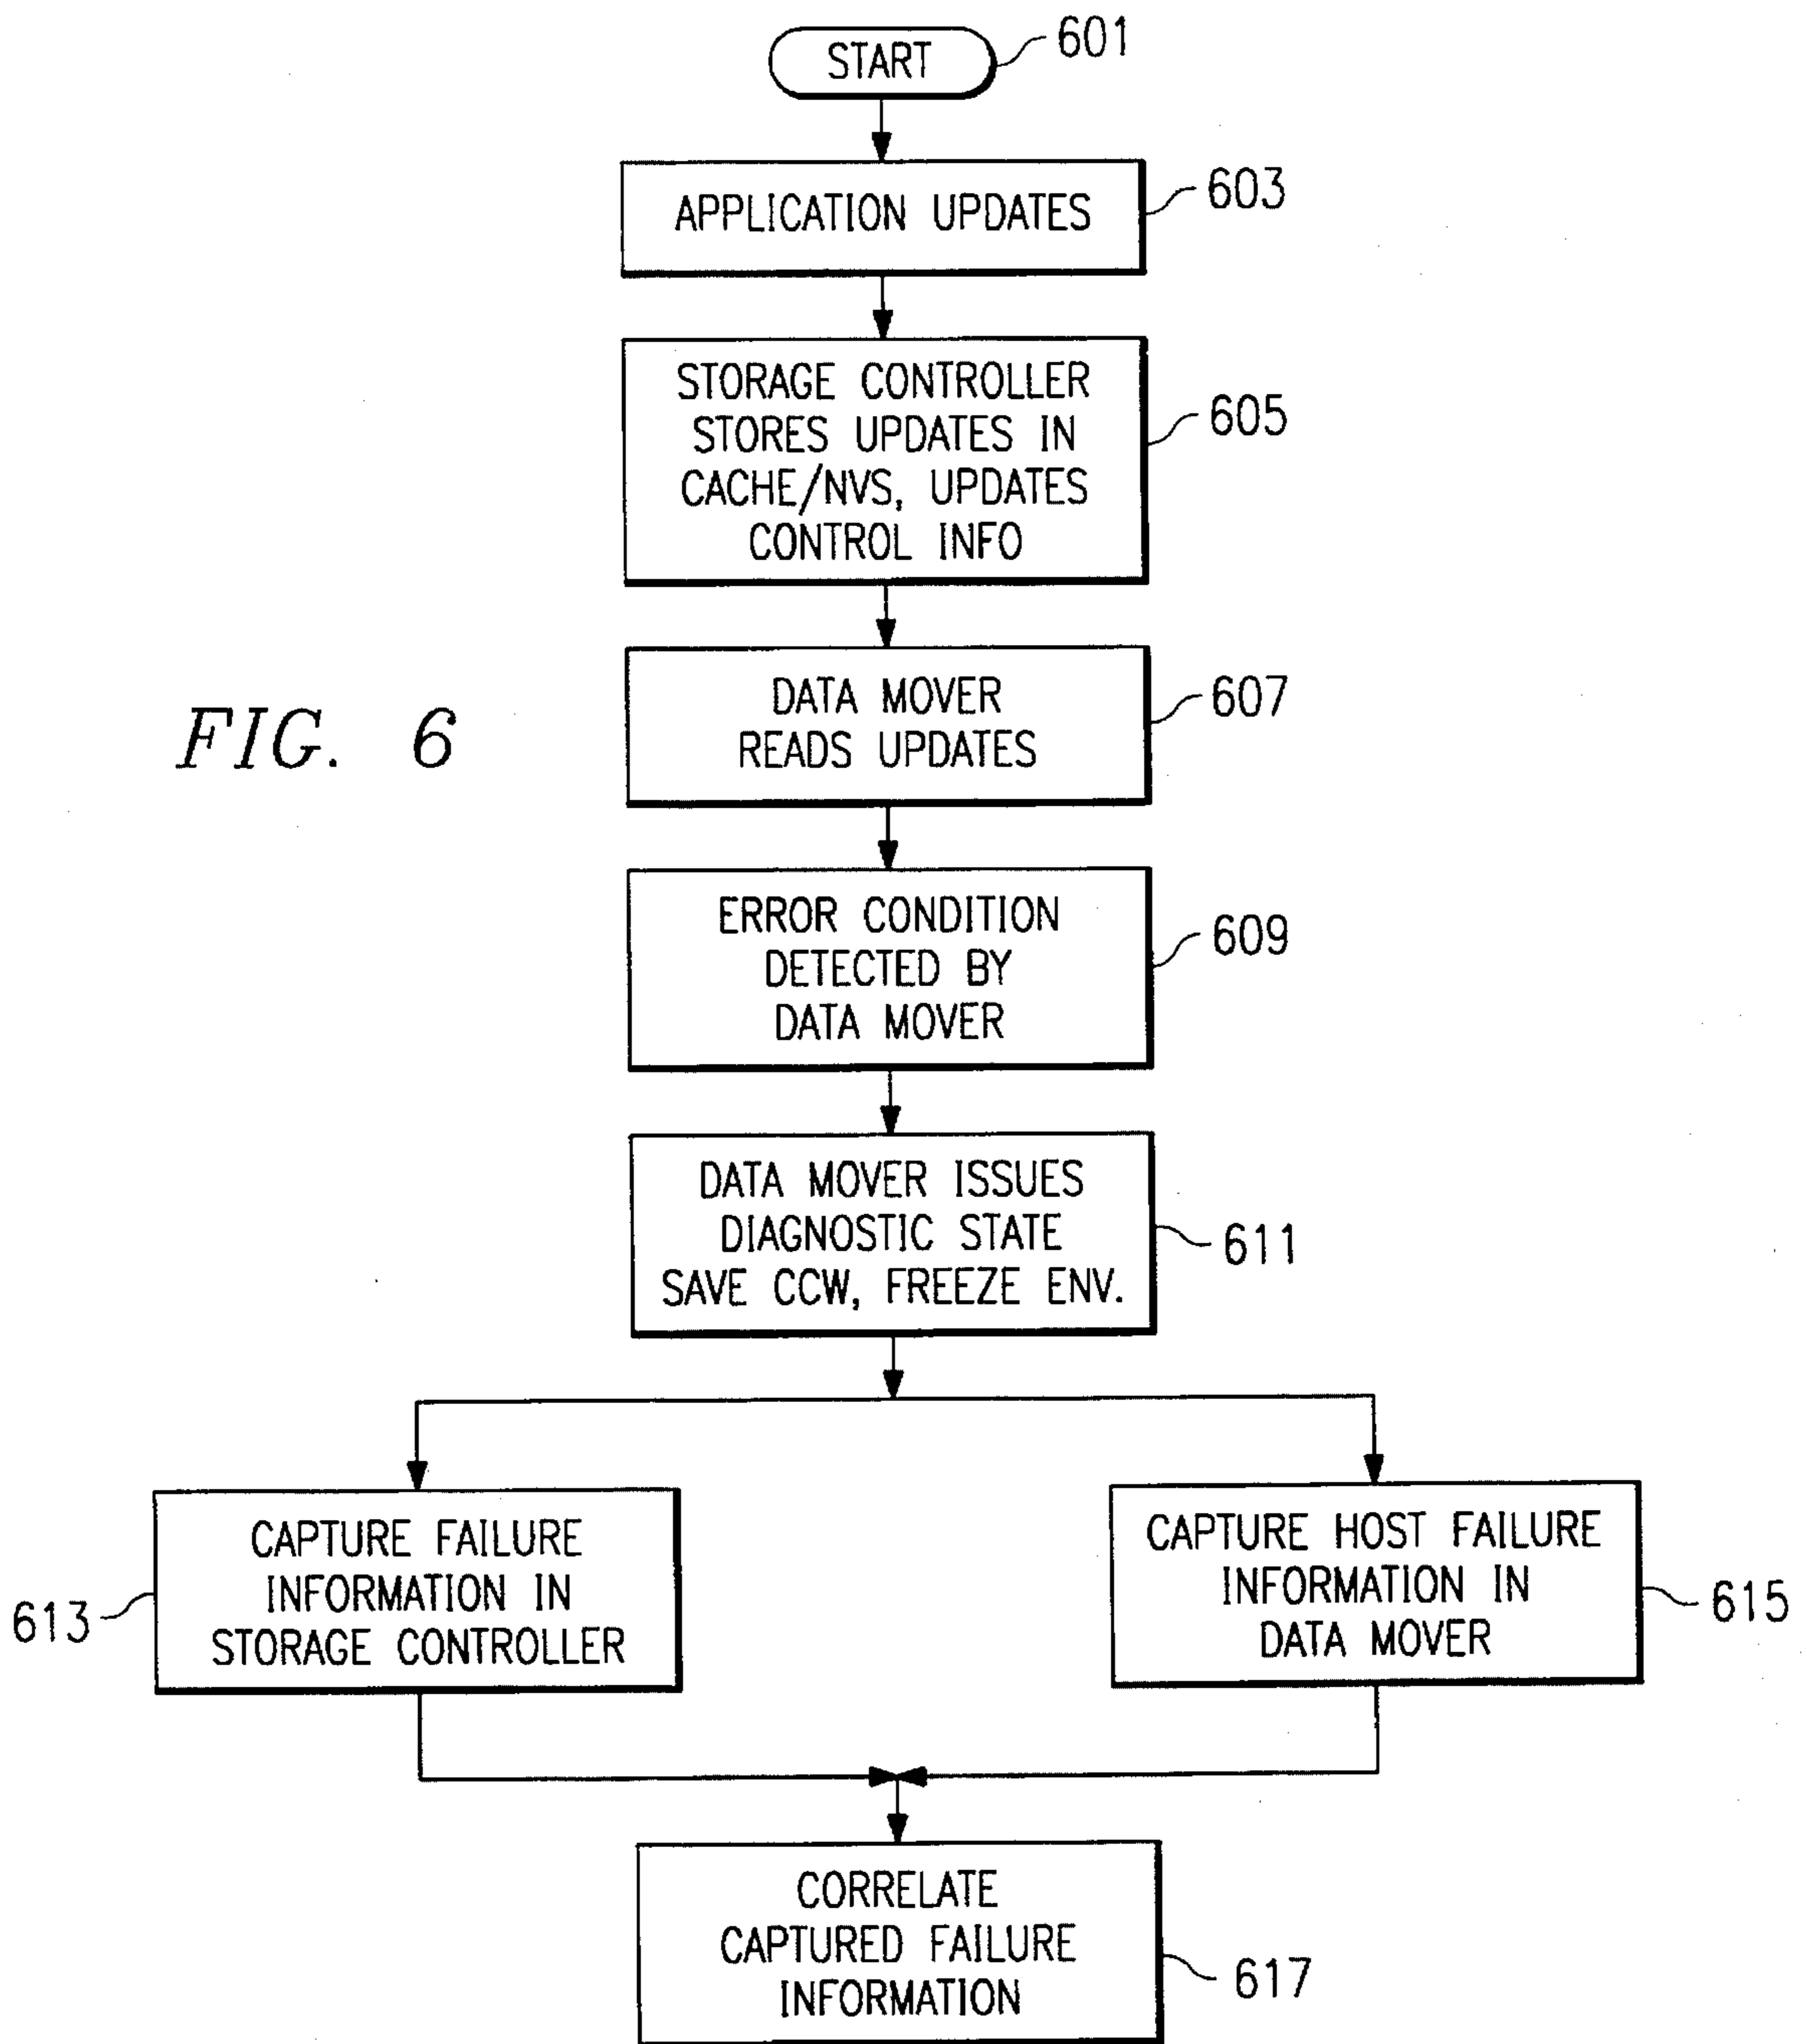 START
601
APPLICATION UPDATES
603
STORAGE CONTROLLER
STORES UPDATES IN
CACHE/NVS, UPDATES
CONTROL INFO
605
FIG. 6
DATA MOVER
READS UPDATES
607
ERROR CONDITION
DETECTED BY
DATA MOVER
609
DATA MOVER ISSUES
DIAGNOSTIC STATE
SAVE CCW, FREEZE ENV.
611
CAPTURE FAILURE
INFORMATION IN
STORAGE CONTROLLER
613
CAPTURE HOST FAILURE
INFORMATION IN
DATA MOVER
615
CORRELATE
CAPTURED FAILURE
INFORMATION
617